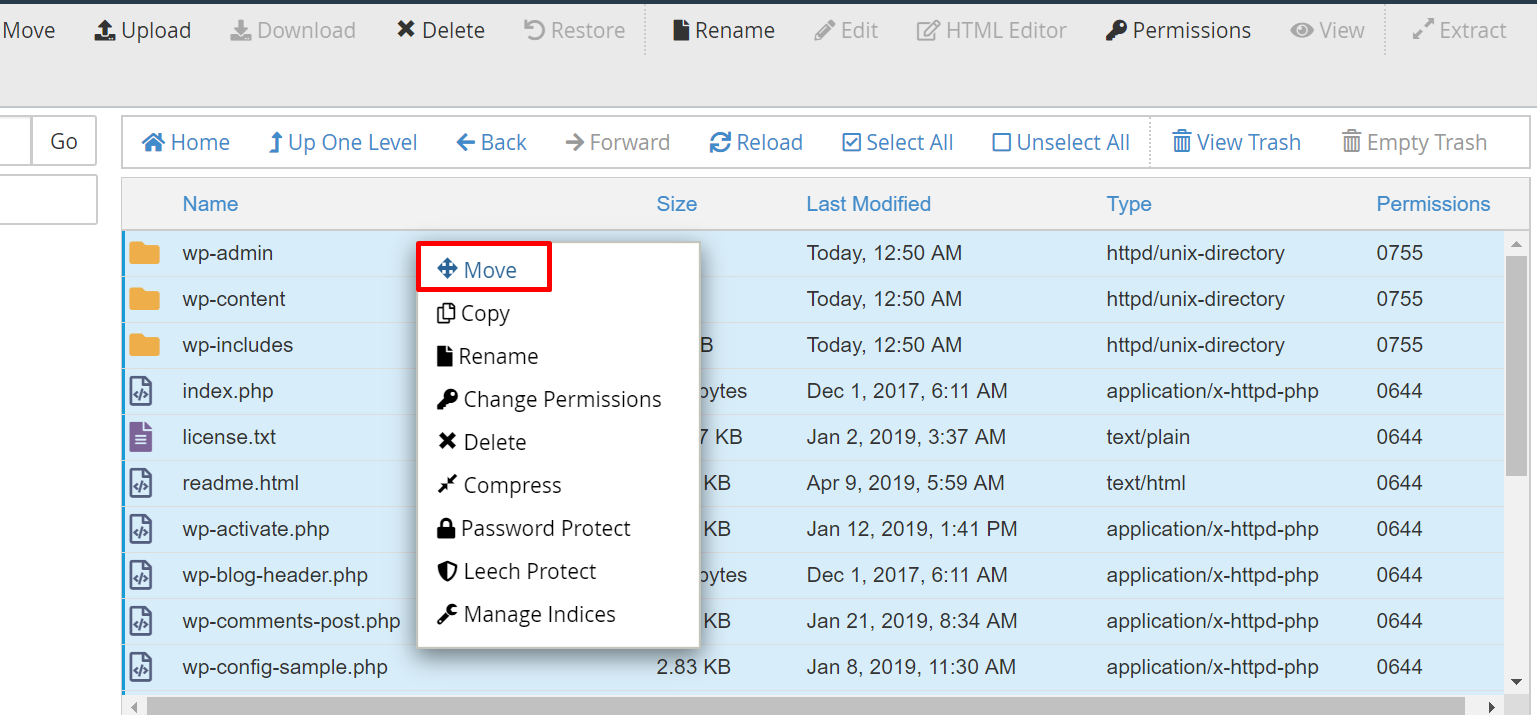 Move Upload Download Delete Restore Rename Edit HTML Editor Permissions View Extract
Go Home Up One Level Back Forward Reload Select All Unselect All View Trash Empty Trash
Name Size Last Modified Type Permissions
wp-admin Today, 12:50 AM httpd/unix-directory 0755
Move
wp-content Today, 12:50 AM httpd/unix-directory 0755
Copy
wp-includes B Today, 12:50 AM httpd/unix-directory 0755
Rename
index.php bytes Dec 1, 2017, 6:11 AM application/x-httpd-php 0644
Change Permissions
license.txt 7 KB Jan 2, 2019, 3:37 AM text/plain 0644
Delete
readme.html KB Apr 9, 2019, 5:59 AM text/html 0644
Compress
wp-activate.php KB Jan 12, 2019, 1:41 PM application/x-httpd-php 0644
Password Protect
wp-blog-header.php bytes Dec 1, 2017, 6:11 AM application/x-httpd-php 0644
Leech Protect
wp-comments-post.php KB Jan 21, 2019, 8:34 AM application/x-httpd-php 0644
Manage Indices
wp-config-sample.php 2.83 KB Jan 8, 2019, 11:30 AM application/x-httpd-php 0644